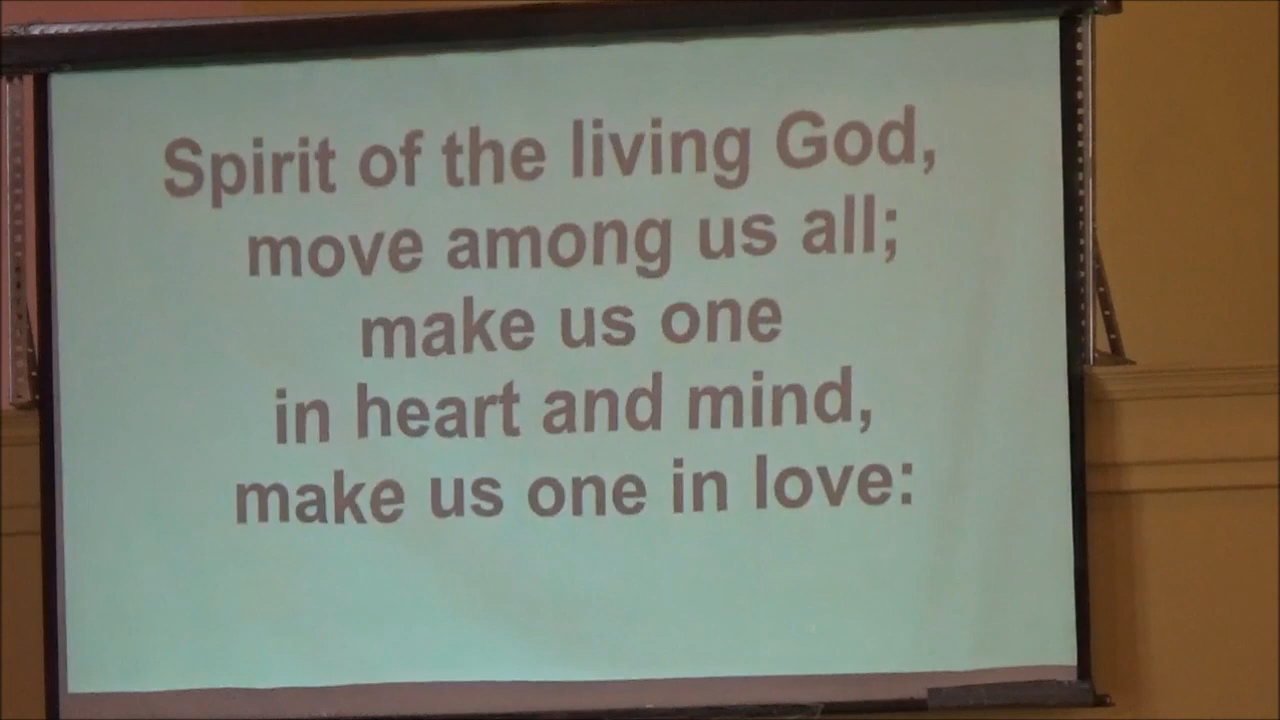 Spirit of the living God,
move among us all;
make us one
in heart and mind,
make us one in love: